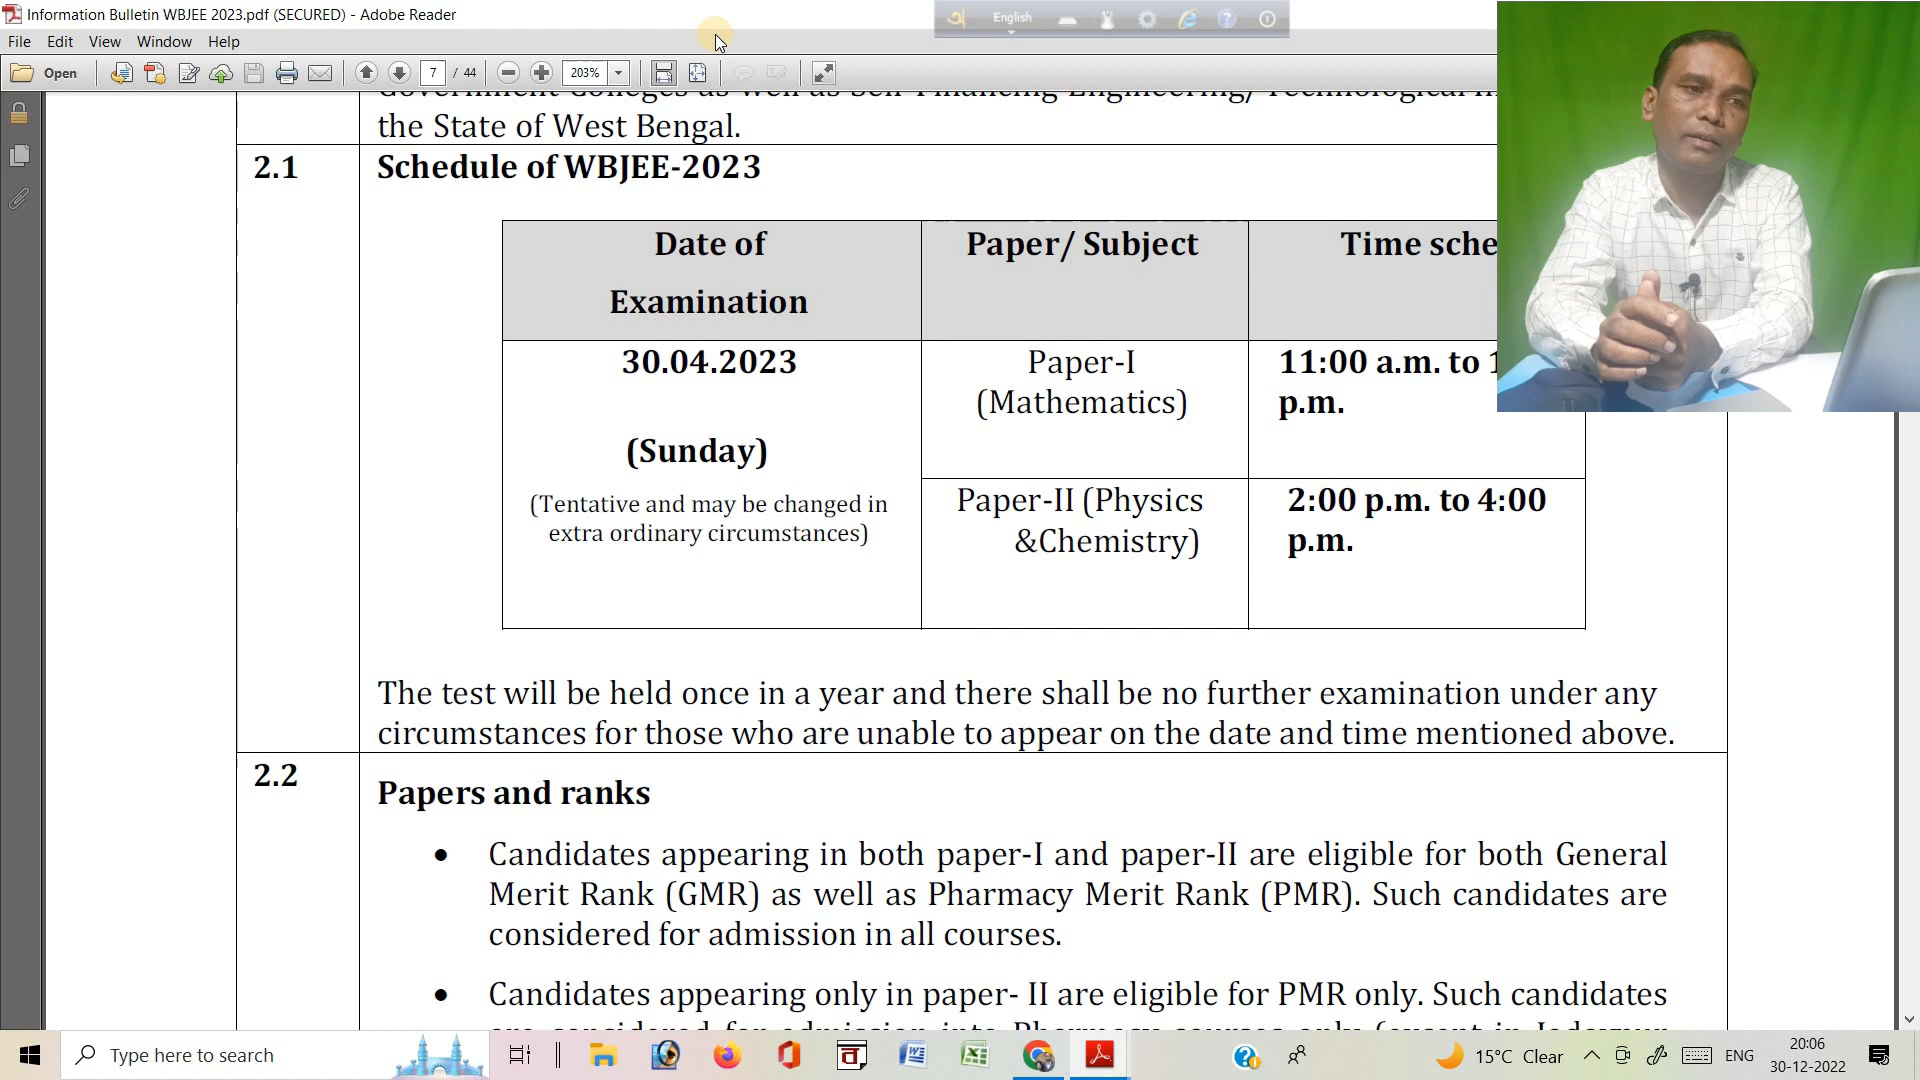 Information Bulletin WBJEE 2023.pdf (SECURED) - Adobe Reader
English
File Edit View Window Help
Open 7 / 44 203%
the State of West Bengal.
2.1 Schedule of WBJEE-2023
Date of Examination
Paper/ Subject
Time sche
30.04.2023
(Sunday)
(Tentative and may be changed in
extra ordinary circumstances)
Paper-I
(Mathematics)
11:00 a.m. to 1
p.m.
Paper-II (Physics
&Chemistry)
2:00 p.m. to 4:00
p.m.
The test will be held once in a year and there shall be no further examination under any
circumstances for those who are unable to appear on the date and time mentioned above.
2.2
Papers and ranks
• Candidates appearing in both paper-I and paper-II are eligible for both General
Merit Rank (GMR) as well as Pharmacy Merit Rank (PMR). Such candidates are
considered for admission in all courses.
• Candidates appearing only in paper- II are eligible for PMR only. Such candidates
Type here to search
15°C Clear
ENG
20:06
30-12-2022